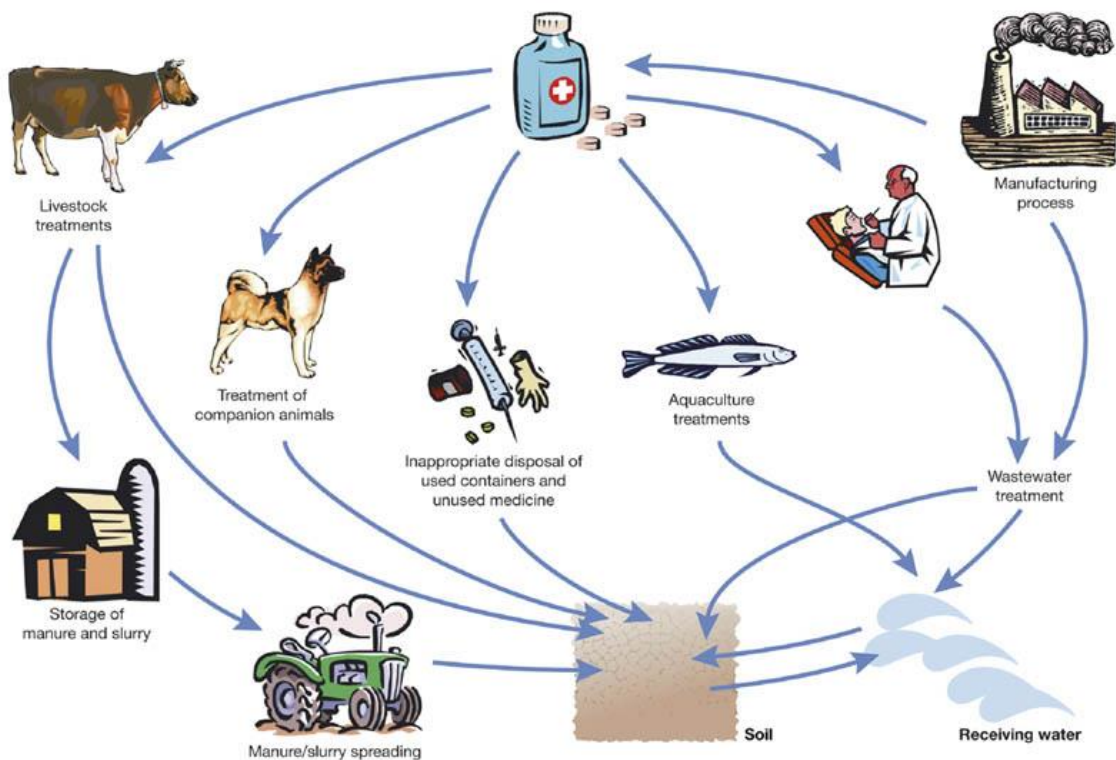 Livestock
treatments
Manufacturing
process
Treatment of
companion animals
Aquaculture
treatments
Inappropriate disposal of
used containers and
unused medicine
Wastewater
treatment
Storage of
manure and slurry
Manure/slurry spreading
Soil
Receiving water